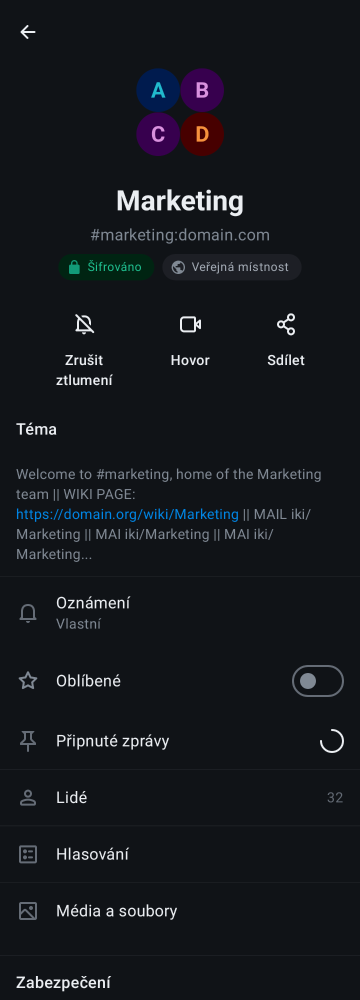 A
B
C
D
Marketing
#marketing:domain.com
Šifrováno
Veřejná místnost
Zrušit
ztlumení
Hovor
Sdílet
Téma
Welcome to #marketing, home of the Marketing
team || WIKI PAGE:
https://domain.org/wiki/Marketing || MAIL iki/
Marketing || MAI iki/Marketing || MAI iki/
Marketing...
Oznámení
Vlastní
Oblíbené
Připnuté zprávy
Lidé
32
Hlasování
Média a soubory
Zabezpečení